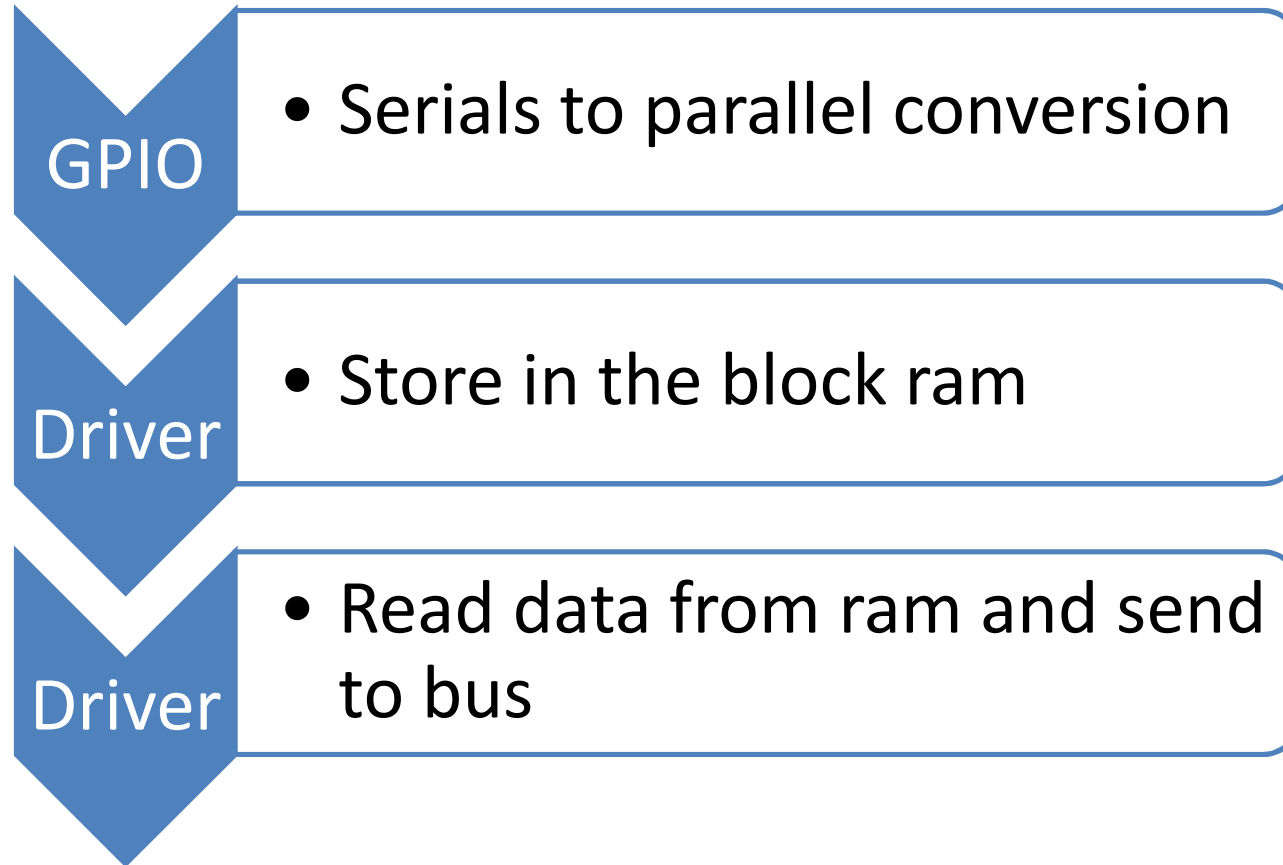 GPIO
• Serials to parallel conversion
Driver
• Store in the block ram
Driver
• Read data from ram and send
to bus